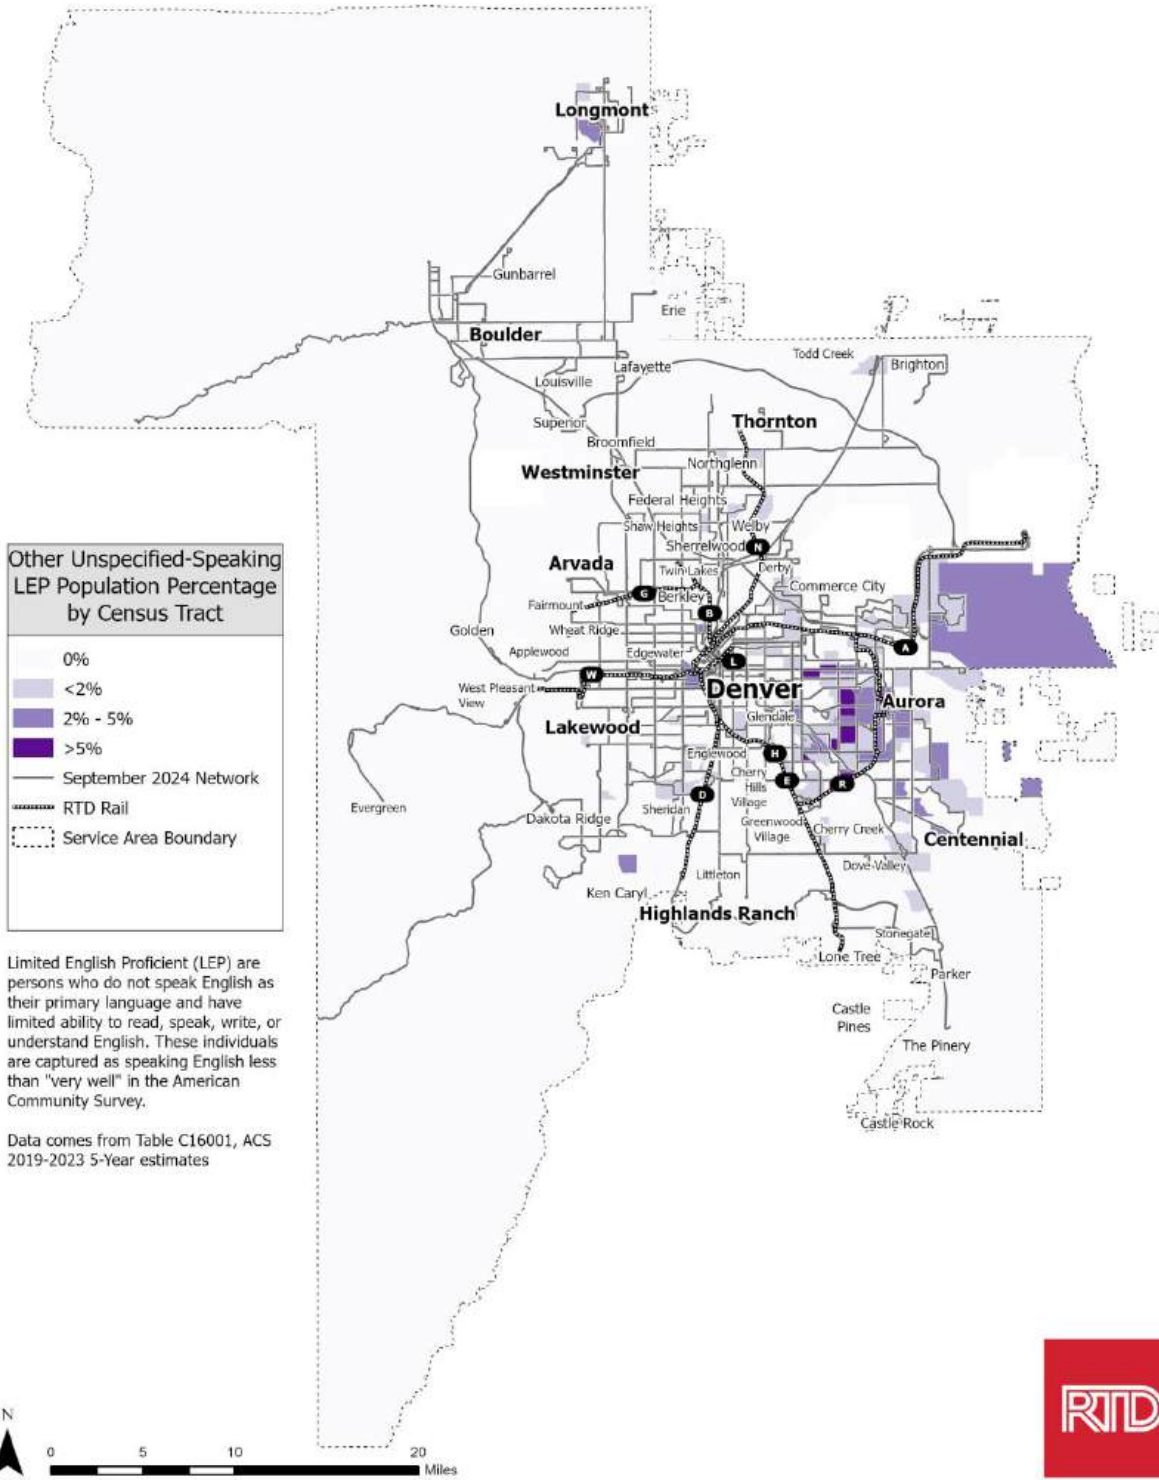 Longmont
Gunbarrel
Erie
Boulder
Todd Creek
Brighton
Lafayette
Louisville
Superior
Thornton
Broomfield
Northglenn
Westminster
Federal Heights
Shaw Heights
Welby
Sherrelwood
N
Arvada
Twin Lakes
Derby
Commerce City
G
Berkley
Fairmount
B
Golden
Wheat Ridge
A
Applewood
Edgewater
L
W
West Pleasant
View
Denver
Aurora
Lakewood
Glendale
Englewood
H
Cherry
Hills
Village
E
R
D
Evergreen
Sheridan
Dakota Ridge
Greenwood
Village
Cherry Creek
Centennial
Dove Valley
Littleton
Ken Caryl
Highlands Ranch
Stonegate
Lone Tree
Parker
Castle
Pines
The Pinery
Castle Rock
Other Unspecified-Speaking
LEP Population Percentage
by Census Tract
0%
<2%
2% - 5%
>5%
September 2024 Network
RTD Rail
Service Area Boundary
Limited English Proficient (LEP) are
persons who do not speak English as
their primary language and have
limited ability to read, speak, write, or
understand English. These individuals
are captured as speaking English less
than "very well" in the American
Community Survey.
Data comes from Table C16001, ACS
2019-2023 5-Year estimates
N
0 5 10 20
Miles
RTD